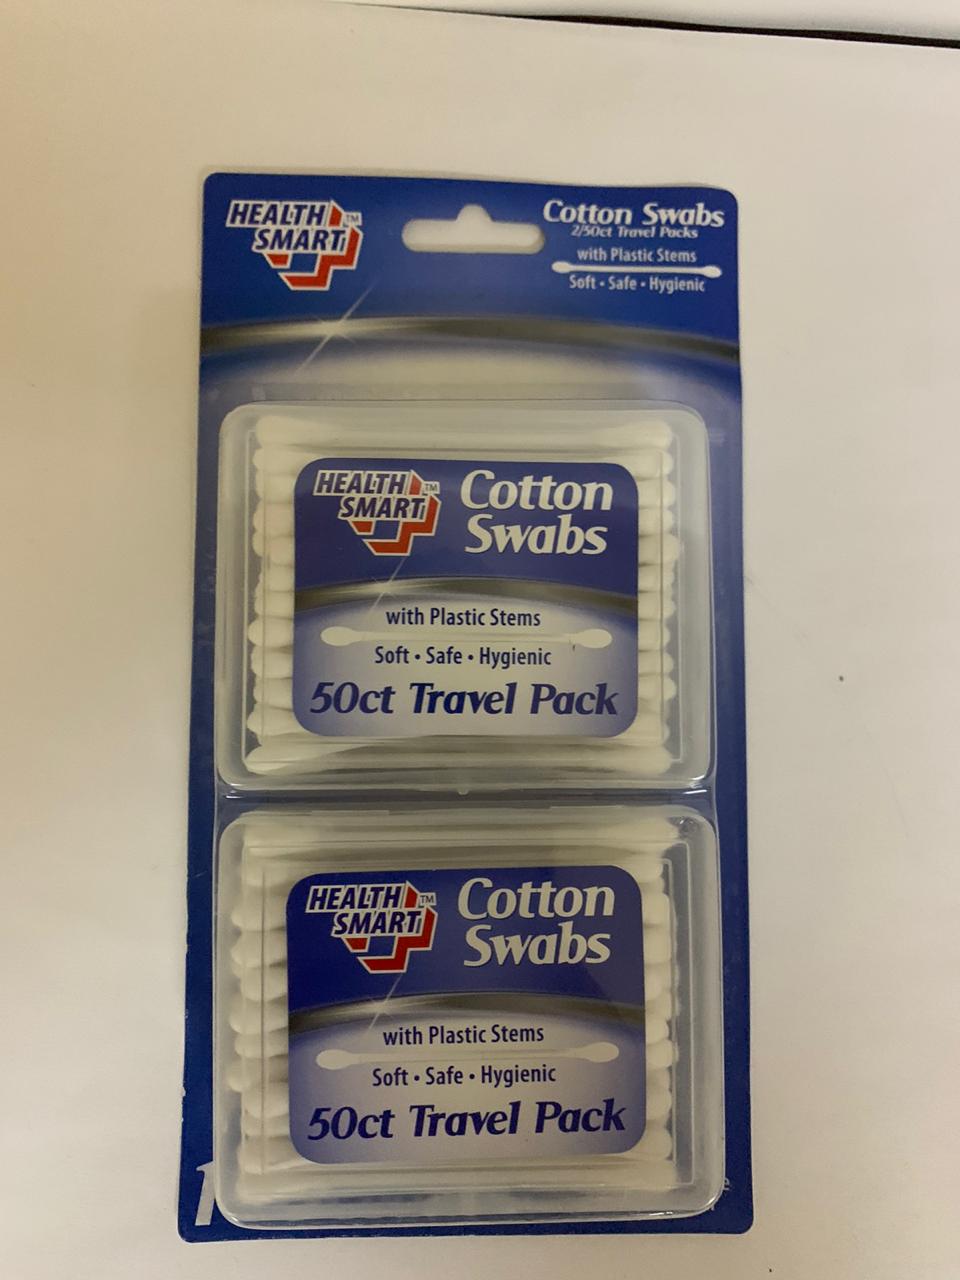 HEALTH
SMART
™
Cotton Swabs
2/50ct Travel Packs
with Plastic Stems
Soft • Safe • Hygienic
HEALTH
SMART
™
Cotton
Swabs
with Plastic Stems
Soft • Safe • Hygienic
50ct Travel Pack
HEALTH
SMART
™
Cotton
Swabs
with Plastic Stems
Soft • Safe • Hygienic
50ct Travel Pack
1